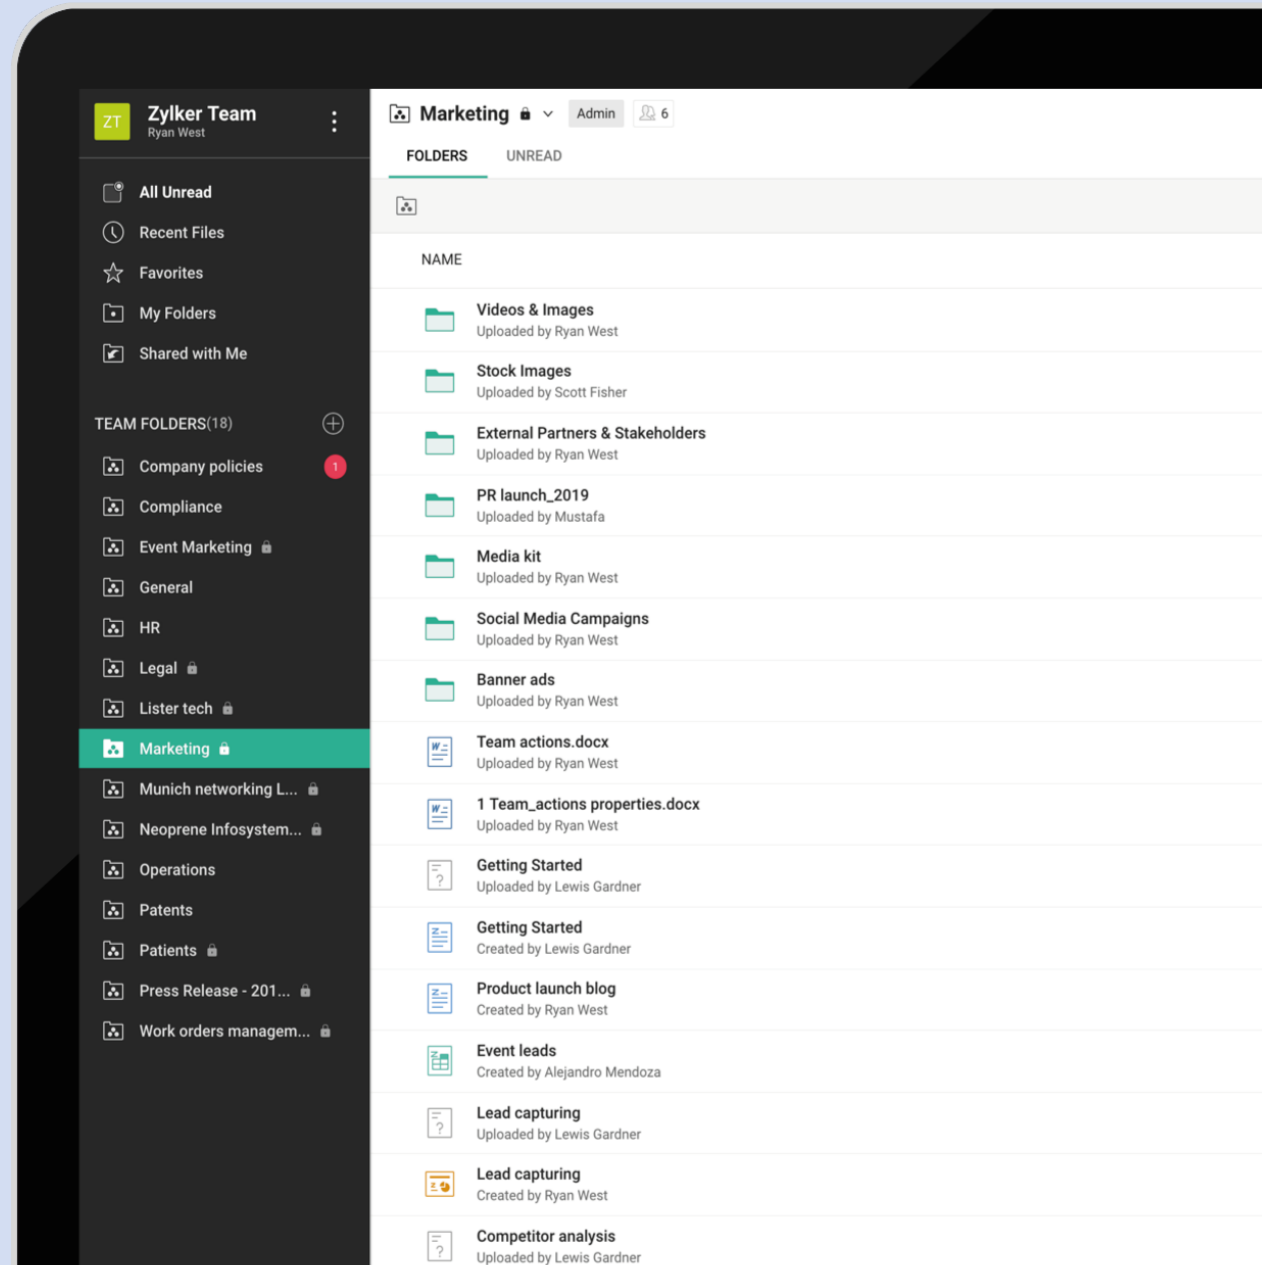 ZT
Zylker Team
Ryan West
All Unread
Recent Files
Favorites
My Folders
Shared with Me
TEAM FOLDERS(18)
Company policies 1
Compliance
Event Marketing
General
HR
Legal
Lister tech
Marketing
Munich networking L...
Neoprene Infosystem...
Operations
Patents
Patients
Press Release - 201...
Work orders managem...
Marketing Admin 6
FOLDERS UNREAD
NAME
Videos & Images
Uploaded by Ryan West
Stock Images
Uploaded by Scott Fisher
External Partners & Stakeholders
Uploaded by Ryan West
PR launch_2019
Uploaded by Mustafa
Media kit
Uploaded by Ryan West
Social Media Campaigns
Uploaded by Ryan West
Banner ads
Uploaded by Ryan West
Team actions.docx
Uploaded by Ryan West
1 Team_actions properties.docx
Uploaded by Ryan West
Getting Started
Uploaded by Lewis Gardner
Getting Started
Created by Lewis Gardner
Product launch blog
Created by Ryan West
Event leads
Created by Alejandro Mendoza
Lead capturing
Uploaded by Lewis Gardner
Lead capturing
Created by Ryan West
Competitor analysis
Uploaded by Lewis Gardner